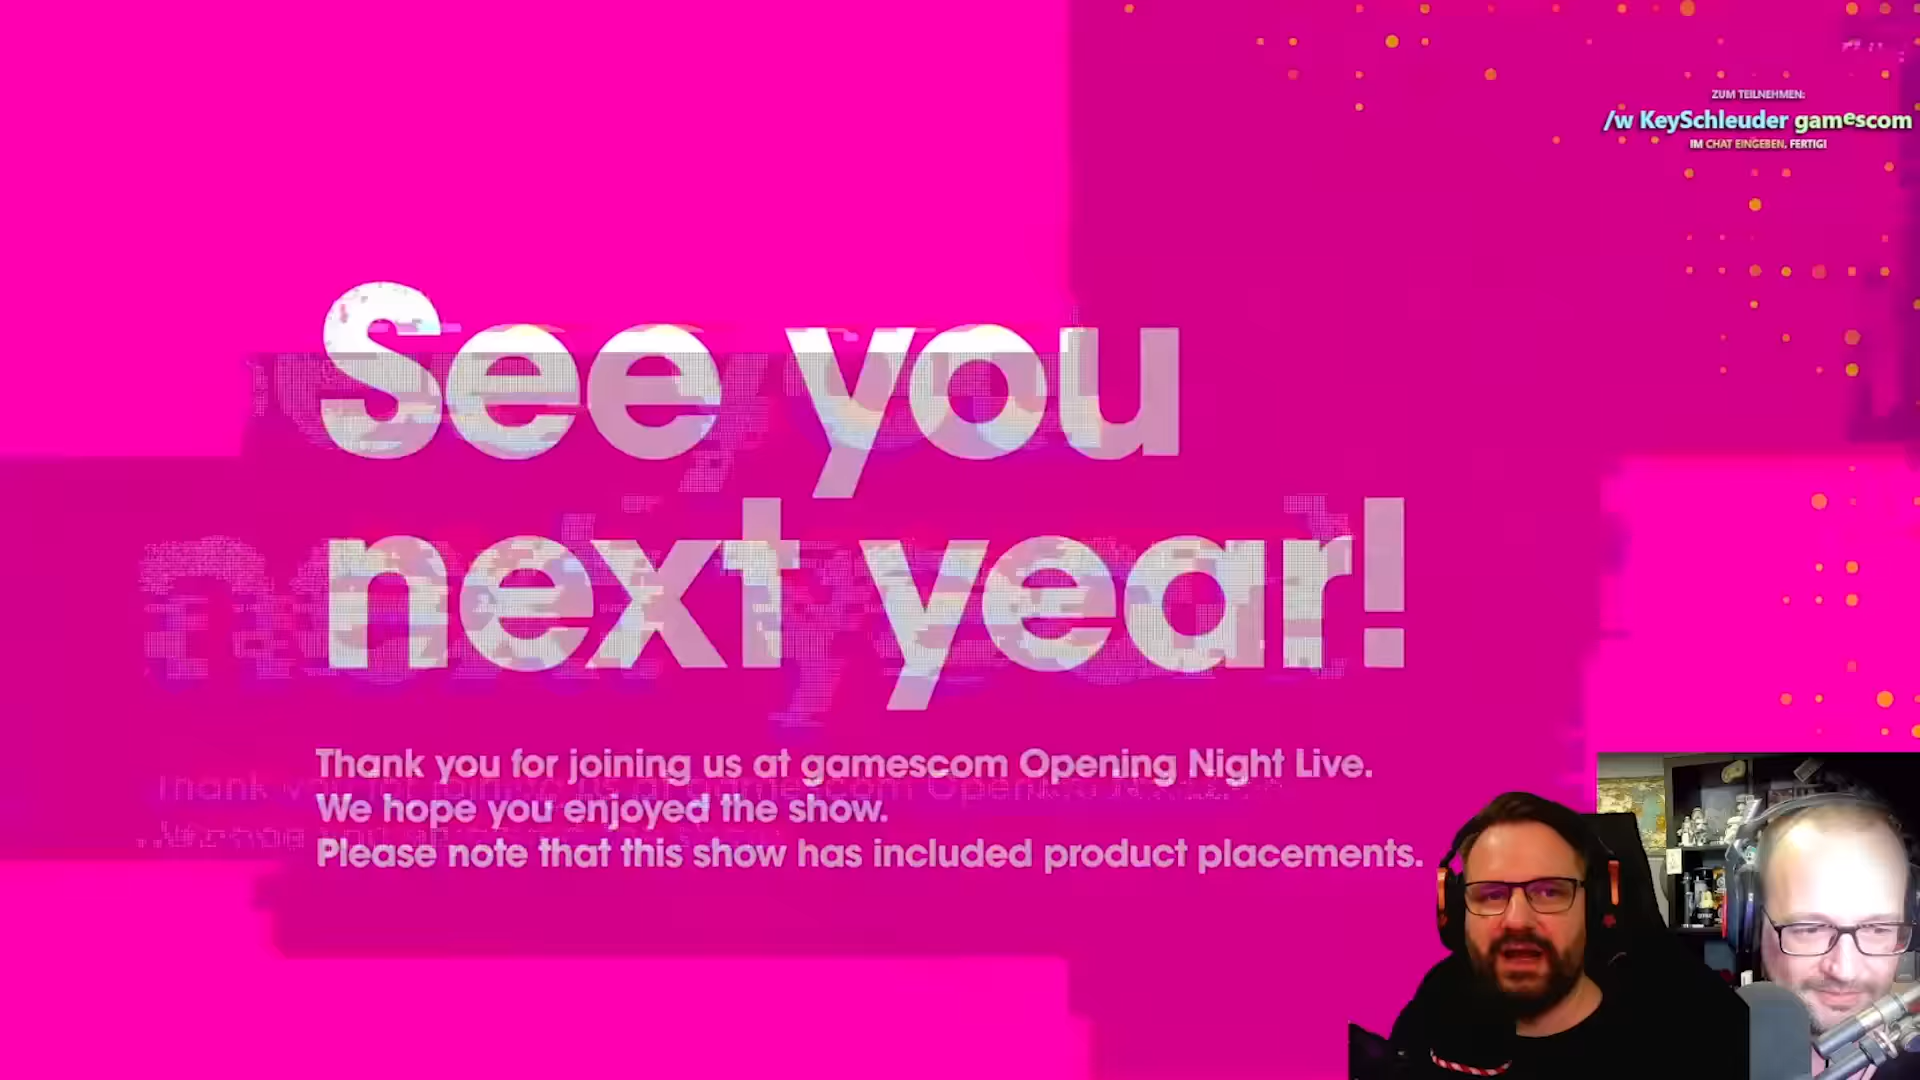 ZUM TEILNEHMEN:
/w KeySchleuder gamescom
IM CHAT EINGEBEN, FERTIG!
See you
next year!
Thank you for joining us at gamescom Opening Night Live.
We hope you enjoyed the show.
Please note that this show has included product placements.